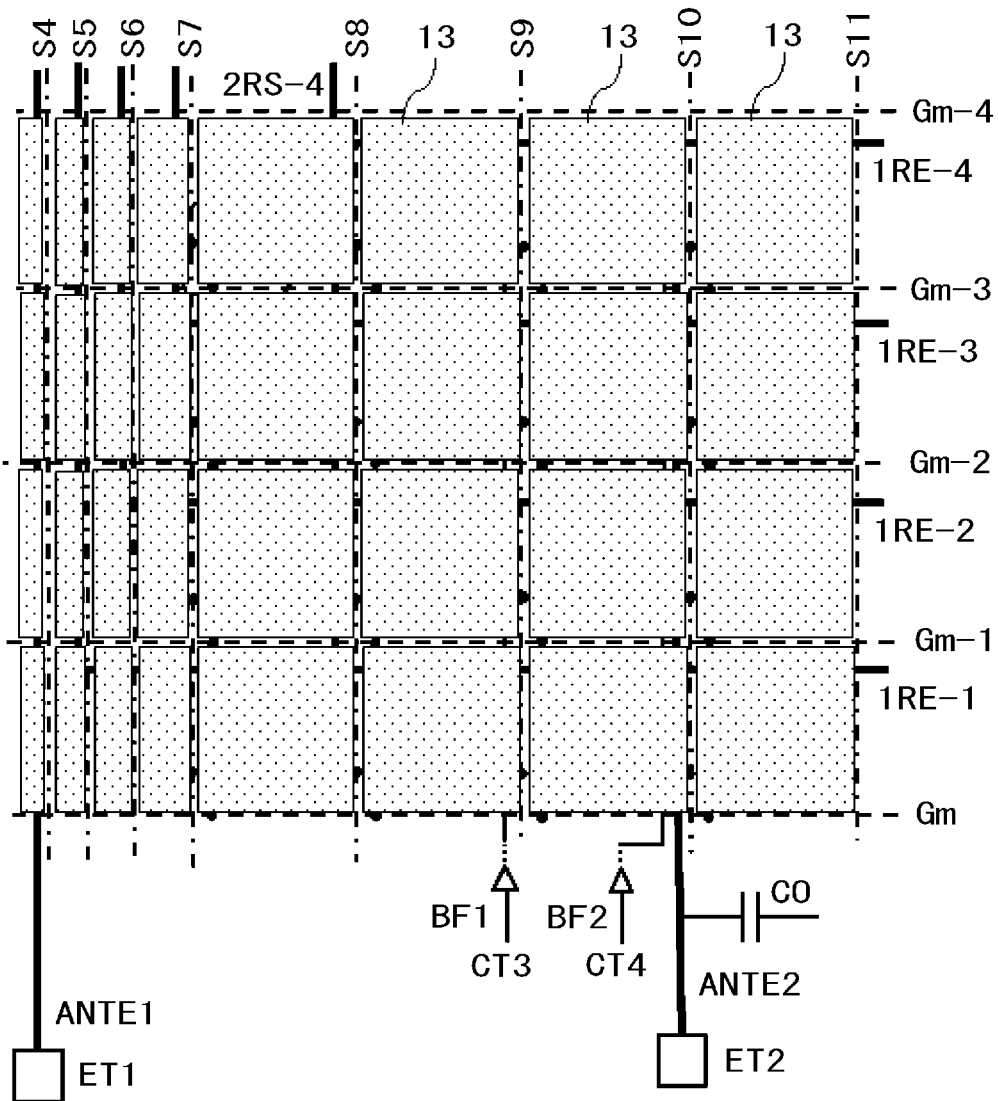 S4 S5 S6 S7 S8 13 S9 13 S10 13 S11
2RS-4
Gm-4
1RE-4
Gm-3
1RE-3
Gm-2
1RE-2
Gm-1
1RE-1
Gm
BF1 BF2 CO
CT3 CT4
ANTE2
ANTE1
ET2
ET1